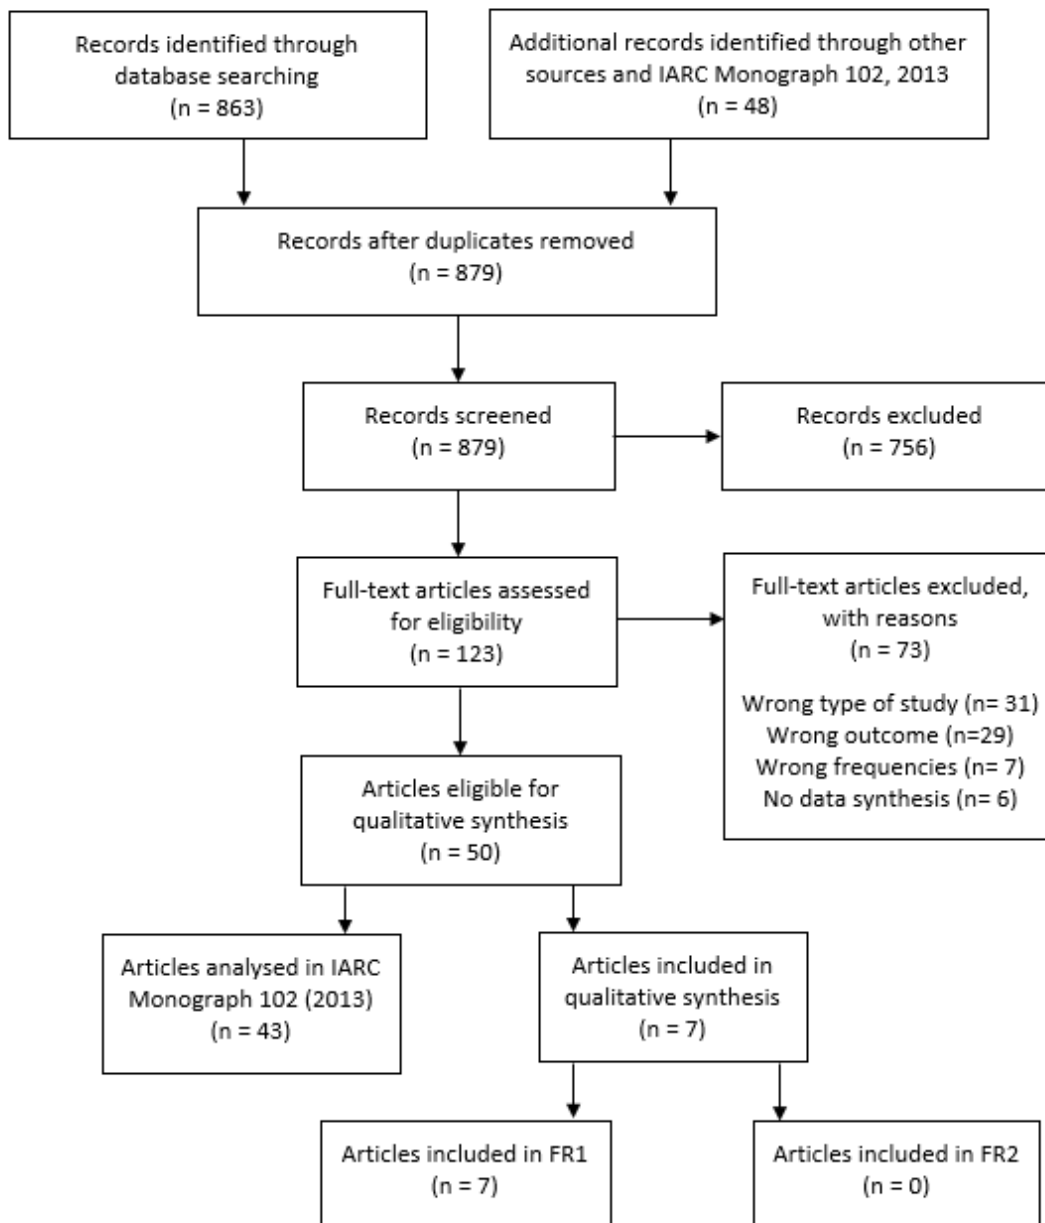 Records identified through
database searching
(n = 863)
Additional records identified through other
sources and IARC Monograph 102, 2013
(n = 48)
Records after duplicates removed
(n = 879)
Records screened
(n = 879)
Records excluded
(n = 756)
Full-text articles assessed
for eligibility
(n = 123)
Full-text articles excluded,
with reasons
(n = 73)
Wrong type of study (n= 31)
Wrong outcome (n=29)
Wrong frequencies (n= 7)
No data synthesis (n= 6)
Articles eligible for
qualitative synthesis
(n = 50)
Articles analysed in IARC
Monograph 102 (2013)
(n = 43)
Articles included in
qualitative synthesis
(n = 7)
Articles included in FR1
(n = 7)
Articles included in FR2
(n = 0)